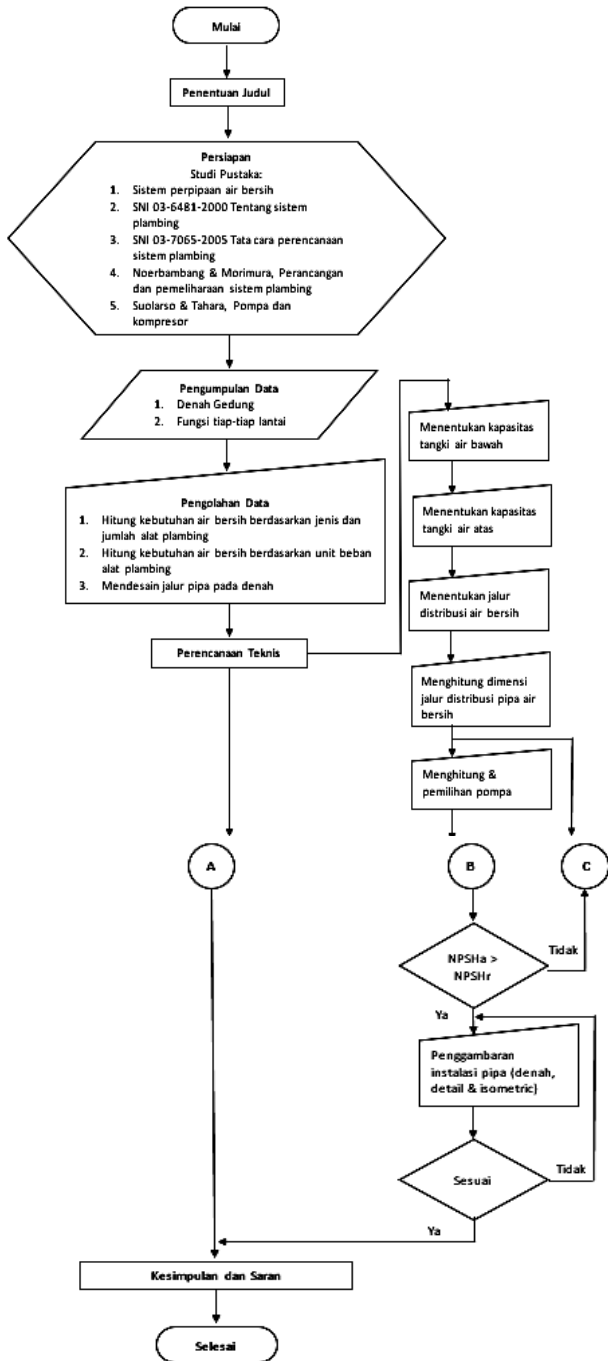 Mulai
Penentuan Judul
Persiapan
Studi Pustaka:
1. Sistem perpipaan air bersih
2. SNI 03-6481-2000 Tentang sistem
plambing
3. SNI 03-7065-2005 Tata cara perencanaan
sistem plambing
4. Noerbambang & Morimura, Perancangan
dan pemeliharaan sistem plambing
5. Suolarso & Tahara, Pompa dan
kompresor
Pengumpulan Data
1. Denah Gedung
2. Fungsi tiap-tiap lantai
Pengolahan Data
1. Hitung kebutuhan air bersih berdasarkan jenis dan
jumlah alat plambing
2. Hitung kebutuhan air bersih berdasarkan unit beban
alat plambing
3. Mendesain jalur pipa pada denah
Perencanaan Teknis
Menentukan kapasitas
tangki air bawah
Menentukan kapasitas
tangki air atas
Menentukan jalur
distribusi air bersih
Menghitung dimensi
jalur distribusi pipa air
bersih
Menghitung &
pemilihan pompa
A
B
C
NPSHa >
NPSHr
Tidak
Ya
Penggambaran
instalasi pipa (denah,
detail & isometric)
Sesuai
Tidak
Ya
Kesimpulan dan Saran
Selesai